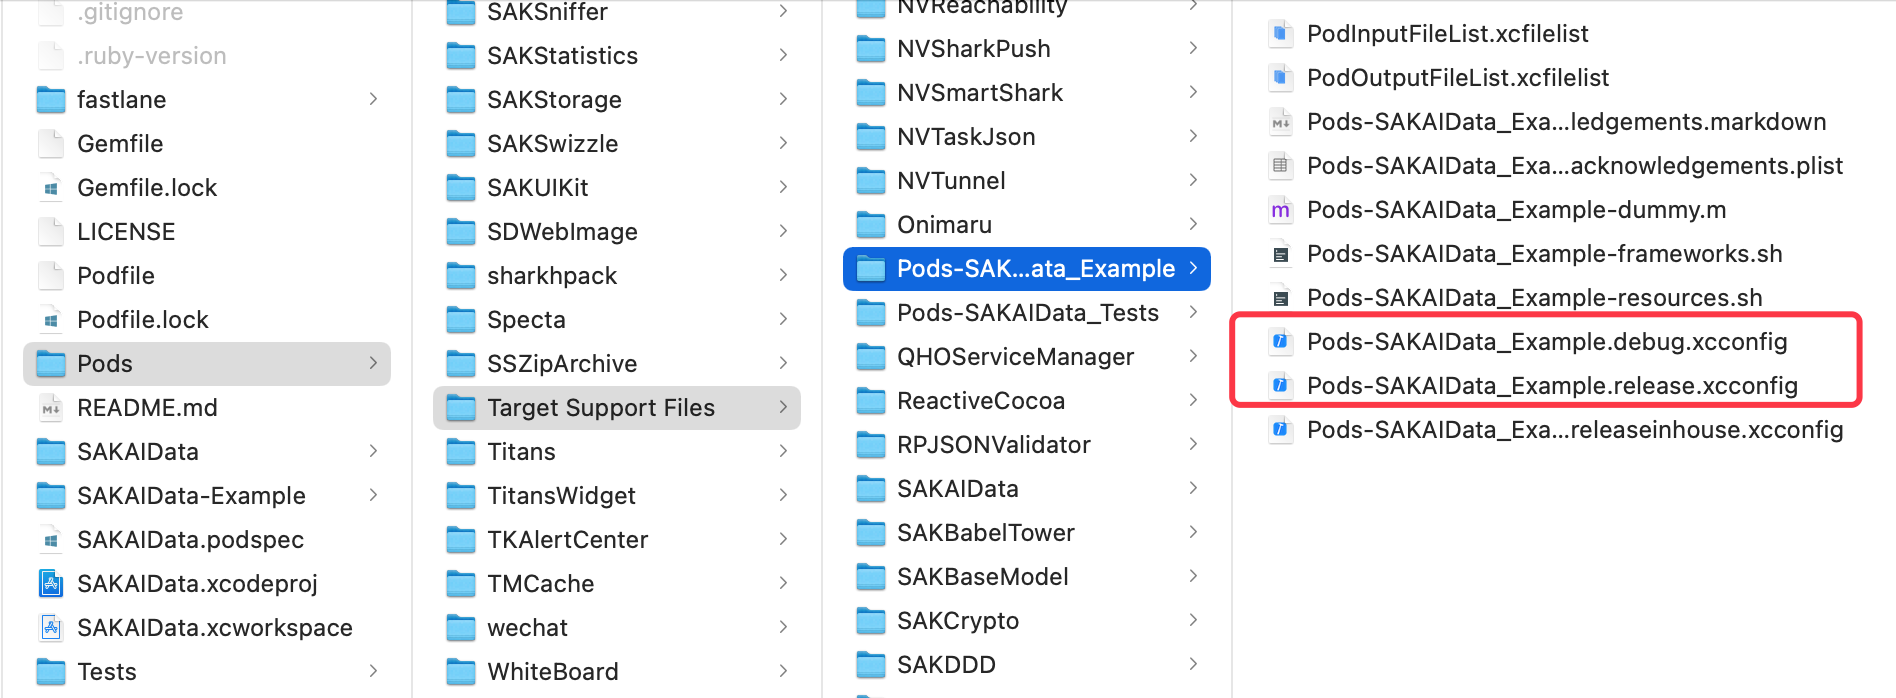 .gitignore
.ruby-version
fastlane
Gemfile
Gemfile.lock
LICENSE
Podfile
Podfile.lock
Pods
README.md
SAKAIData
SAKAIData-Example
SAKAIData.podspec
SAKAIData.xcodeproj
SAKAIData.xcworkspace
Tests
SAKSniffer
SAKStatistics
SAKStorage
SAKSwizzle
SAKUIKit
SDWebImage
sharkhpack
Specta
SSZipArchive
Target Support Files
Titans
TitansWidget
TKAlertCenter
TMCache
wechat
WhiteBoard
NVReachability
NVSharkPush
NVSmartShark
NVTaskJson
NVTunnel
Onimaru
Pods-SAK...ata_Example
Pods-SAKAIData_Tests
QHOServiceManager
ReactiveCocoa
RPJSONValidator
SAKAIData
SAKBabelTower
SAKBaseModel
SAKCrypto
SAKDDD
PodInputFileList.xcfilelist
PodOutputFileList.xcfilelist
Pods-SAKAIData_Exa...ledgements.markdown
Pods-SAKAIData_Exa...acknowledgements.plist
Pods-SAKAIData_Example-dummy.m
Pods-SAKAIData_Example-frameworks.sh
Pods-SAKAIData_Example-resources.sh
Pods-SAKAIData_Example.debug.xcconfig
Pods-SAKAIData_Example.release.xcconfig
Pods-SAKAIData_Exa...releaseinhouse.xcconfig